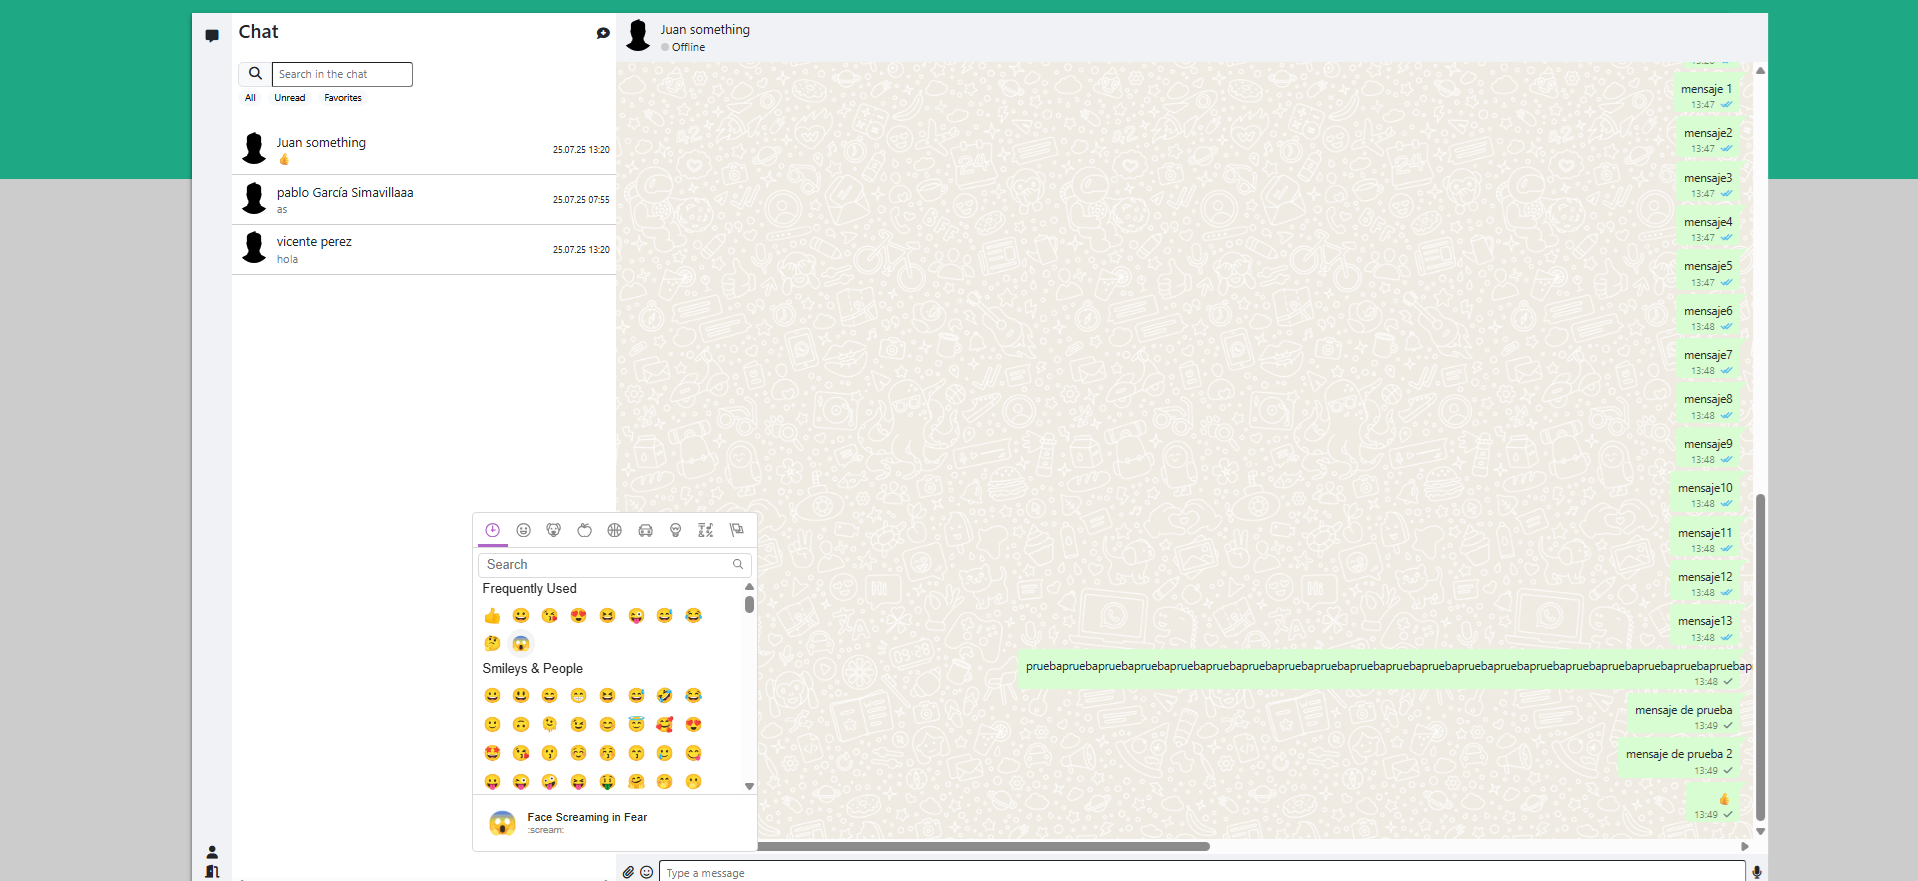 Chat
Search in the chat
All Unread Favorites
Juan something
25.07.25 13:20
pablo García Simavillaaa
as
25.07.25 07:55
vicente perez
hola
25.07.25 13:20
Juan something
Offline
mensaje 1
13:47
mensaje2
13:47
mensaje3
13:47
mensaje4
13:47
mensaje5
13:47
mensaje6
13:48
mensaje7
13:48
mensaje8
13:48
mensaje9
13:48
mensaje10
13:48
mensaje11
13:48
mensaje12
13:48
mensaje13
13:48
pruebapruebapruebapruebapruebapruebapruebapruebapruebapruebapruebapruebapruebapruebapruebapruebapruebapruebapruebapruebap
13:48
mensaje de prueba
13:49
mensaje de prueba 2
13:49
13:49
Search
Frequently Used
Smileys & People
Face Screaming in Fear
:scream:
Type a message